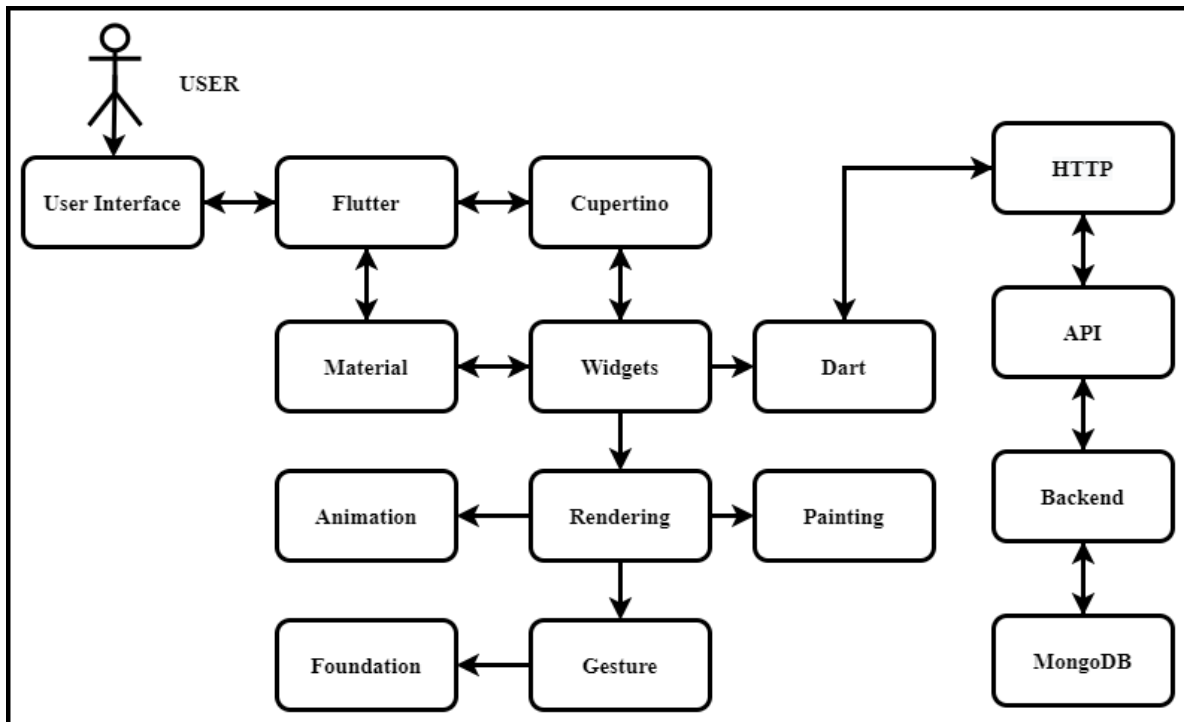 USER
HTTP
User Interface
Flutter
Cupertino
API
Material
Widgets
Dart
Backend
Animation
Rendering
Painting
Foundation
Gesture
MongoDB